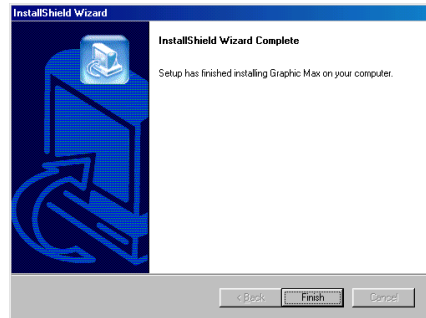 InstallShield Wizard
InstallShield Wizard Complete
Setup has finished installing Graphic Max on your computer.
< Back
Finish
Cancel